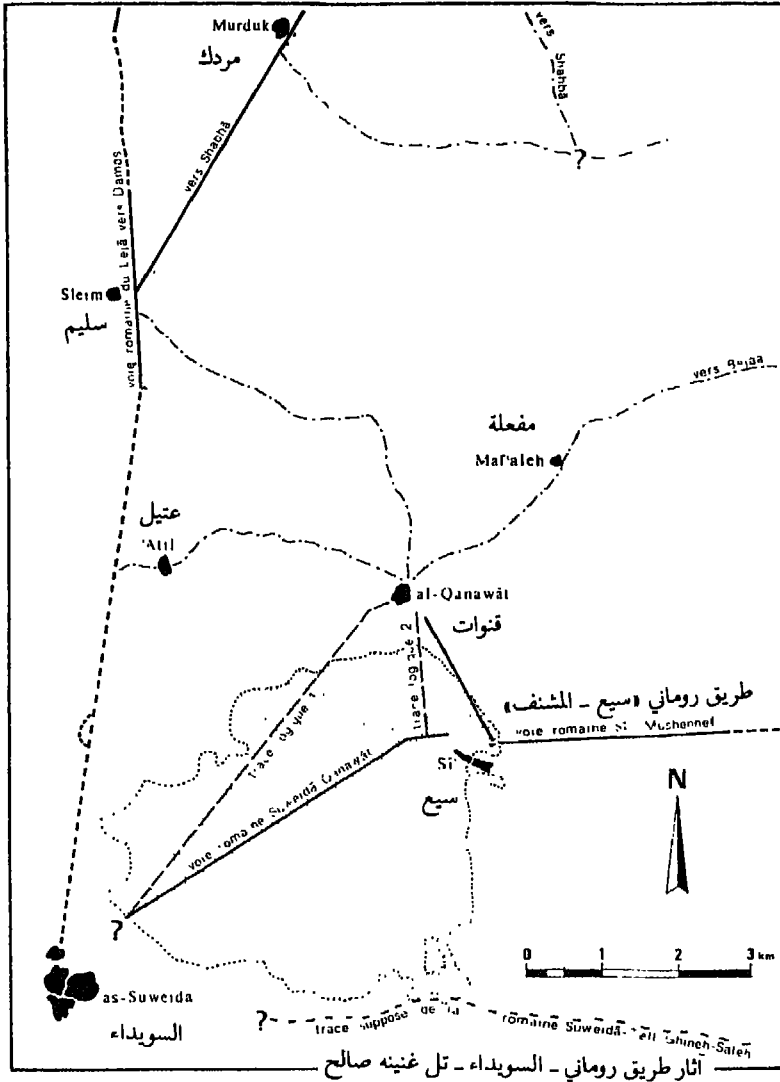 Murduk
مردك
vers Shahbā
vers Shahbā
?
voie romaine du Lejā vers Damas
Sleim
سليم
vers
مفعلة
Maf'aleh
عتيل
'Atil
al-Qanawāt
قنوات
tracé logique 2
tracé logique 1
طريق روماني «سيع - المشنف»
voie romaine Si' Mushennef
Si'
سيع
voie romaine Suweidā Qanawāt
N
?
0 1 2 3 km
as-Suweida
السويداء
? tracé supposé de la romaine Suweidā-Tell
آثار طريق روماني - السويداء - تل غنينه صالح